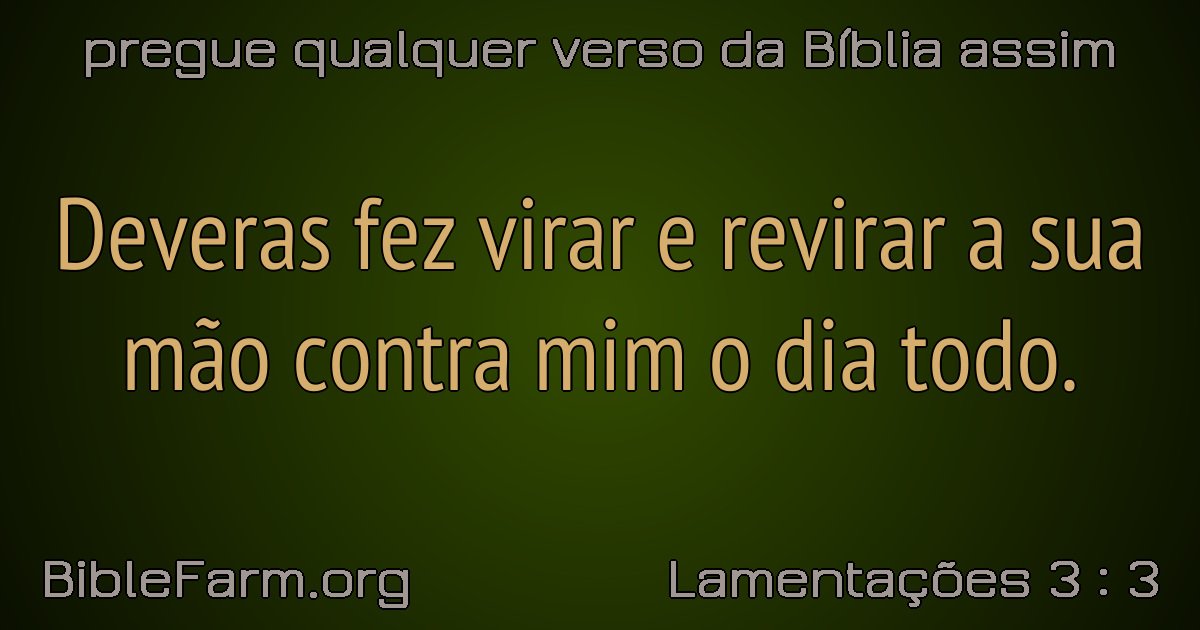 pregue qualquer verso da Bíblia assim
Deveras fez virar e revirar a sua
mão contra mim o dia todo.
BibleFarm.org
Lamentações 3 : 3